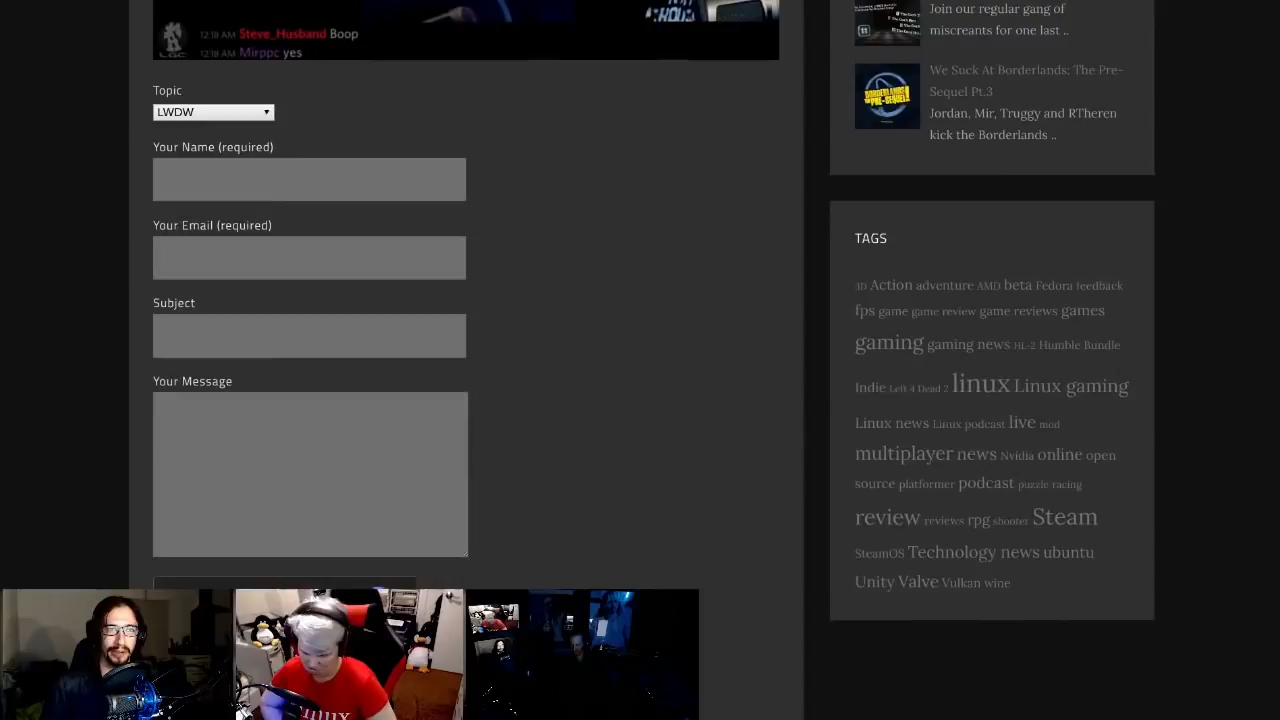 12:18 AM Steve_Husband Boop
12:18 AM Mirppc yes
LGC
Topic
LWDW
Your Name (required)
Your Email (required)
Subject
Your Message
Join our regular gang of
miscreants for one last ..
We Suck At Borderlands: The Pre-
Sequel Pt.3
Jordan, Mir, Truggy and RTheren
kick the Borderlands ..
TAGS
3D Action adventure AMD beta Fedora feedback
fps game game review game reviews games
gaming gaming news HL-2 Humble Bundle
Indie Left 4 Dead 2 linux Linux gaming
Linux news Linux podcast live mod
multiplayer news Nvidia online open
source platformer podcast puzzle racing
review reviews rpg shooter Steam
SteamOS Technology news ubuntu
Unity Valve Vulkan wine